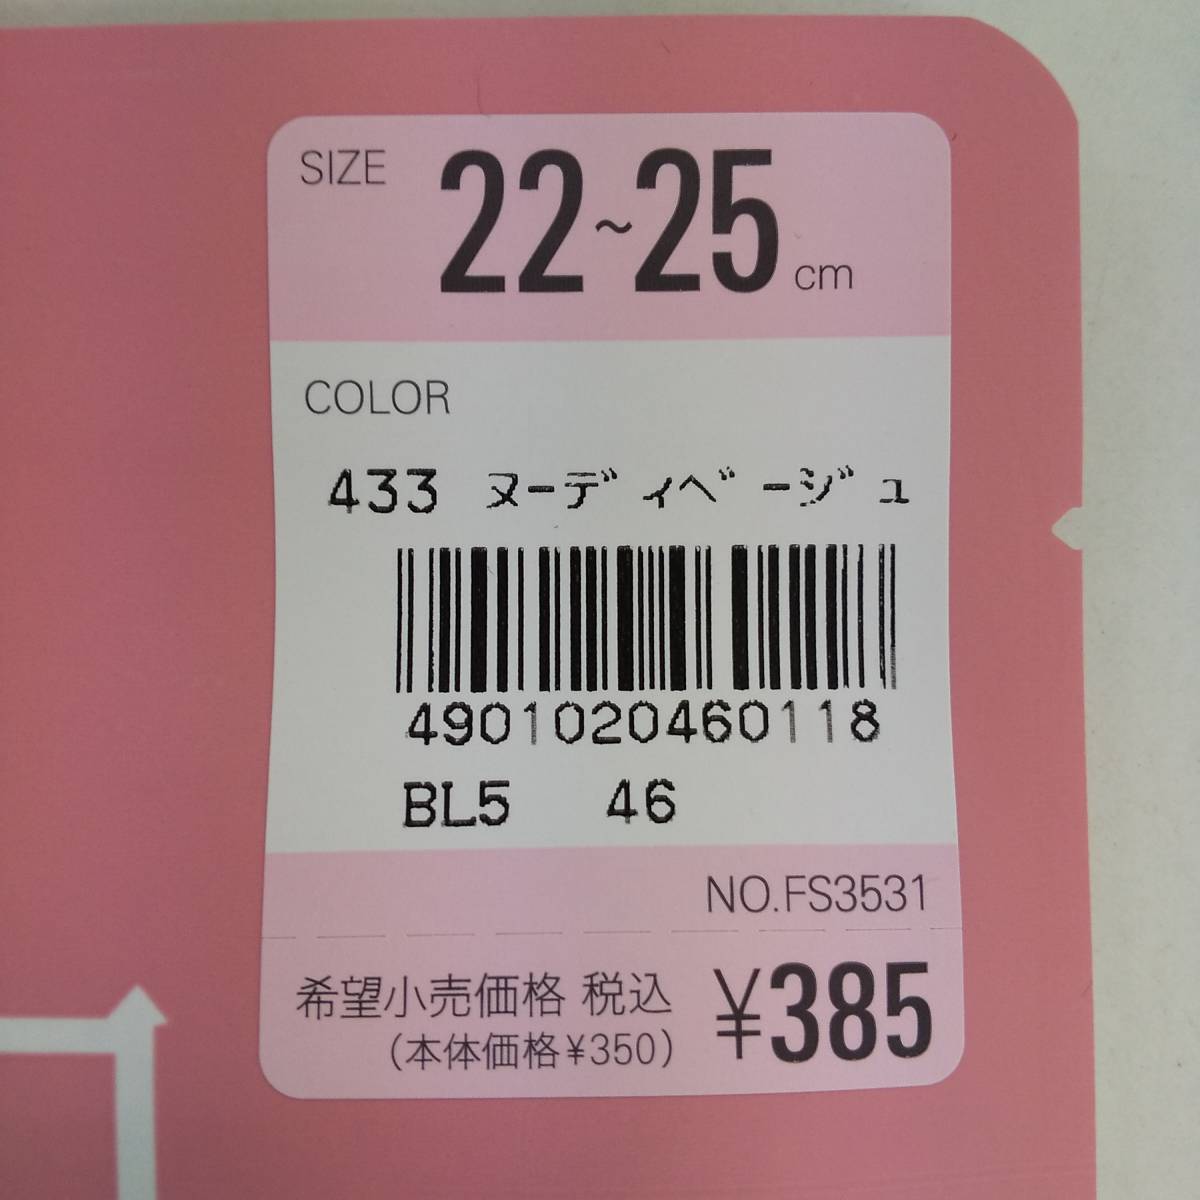 SIZE 22~25 cm
COLOR
433 ヌーディベージュ
4901020460118
BL5 46
NO.FS3531
希望小売価格 税込 ¥385
(本体価格¥350)